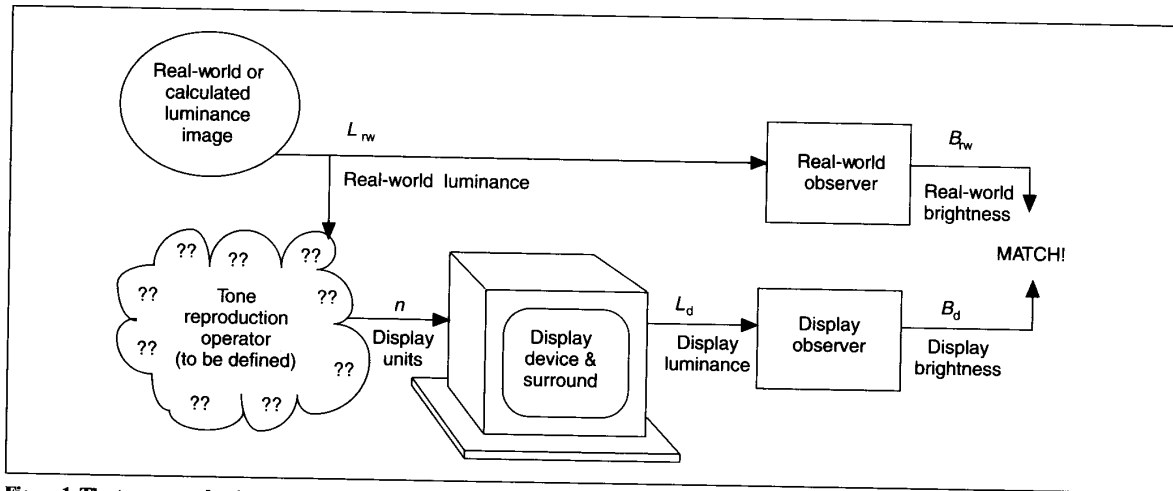 Real-world or
calculated
luminance
image
L rw
Real-world luminance
Real-world
observer
B rw
Real-world
brightness
MATCH!
?? ?? ??
?? ??
?? ??
?? ??
Tone
reproduction
operator
(to be defined)
n
Display
units
Display
device &
surround
L d
Display
luminance
Display
observer
B d
Display
brightness